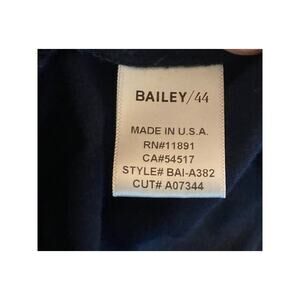 BAILEY/44
MADE IN U.S.A.
RN#11891
CA#54517
STYLE# BAI-A382
CUT# A07344